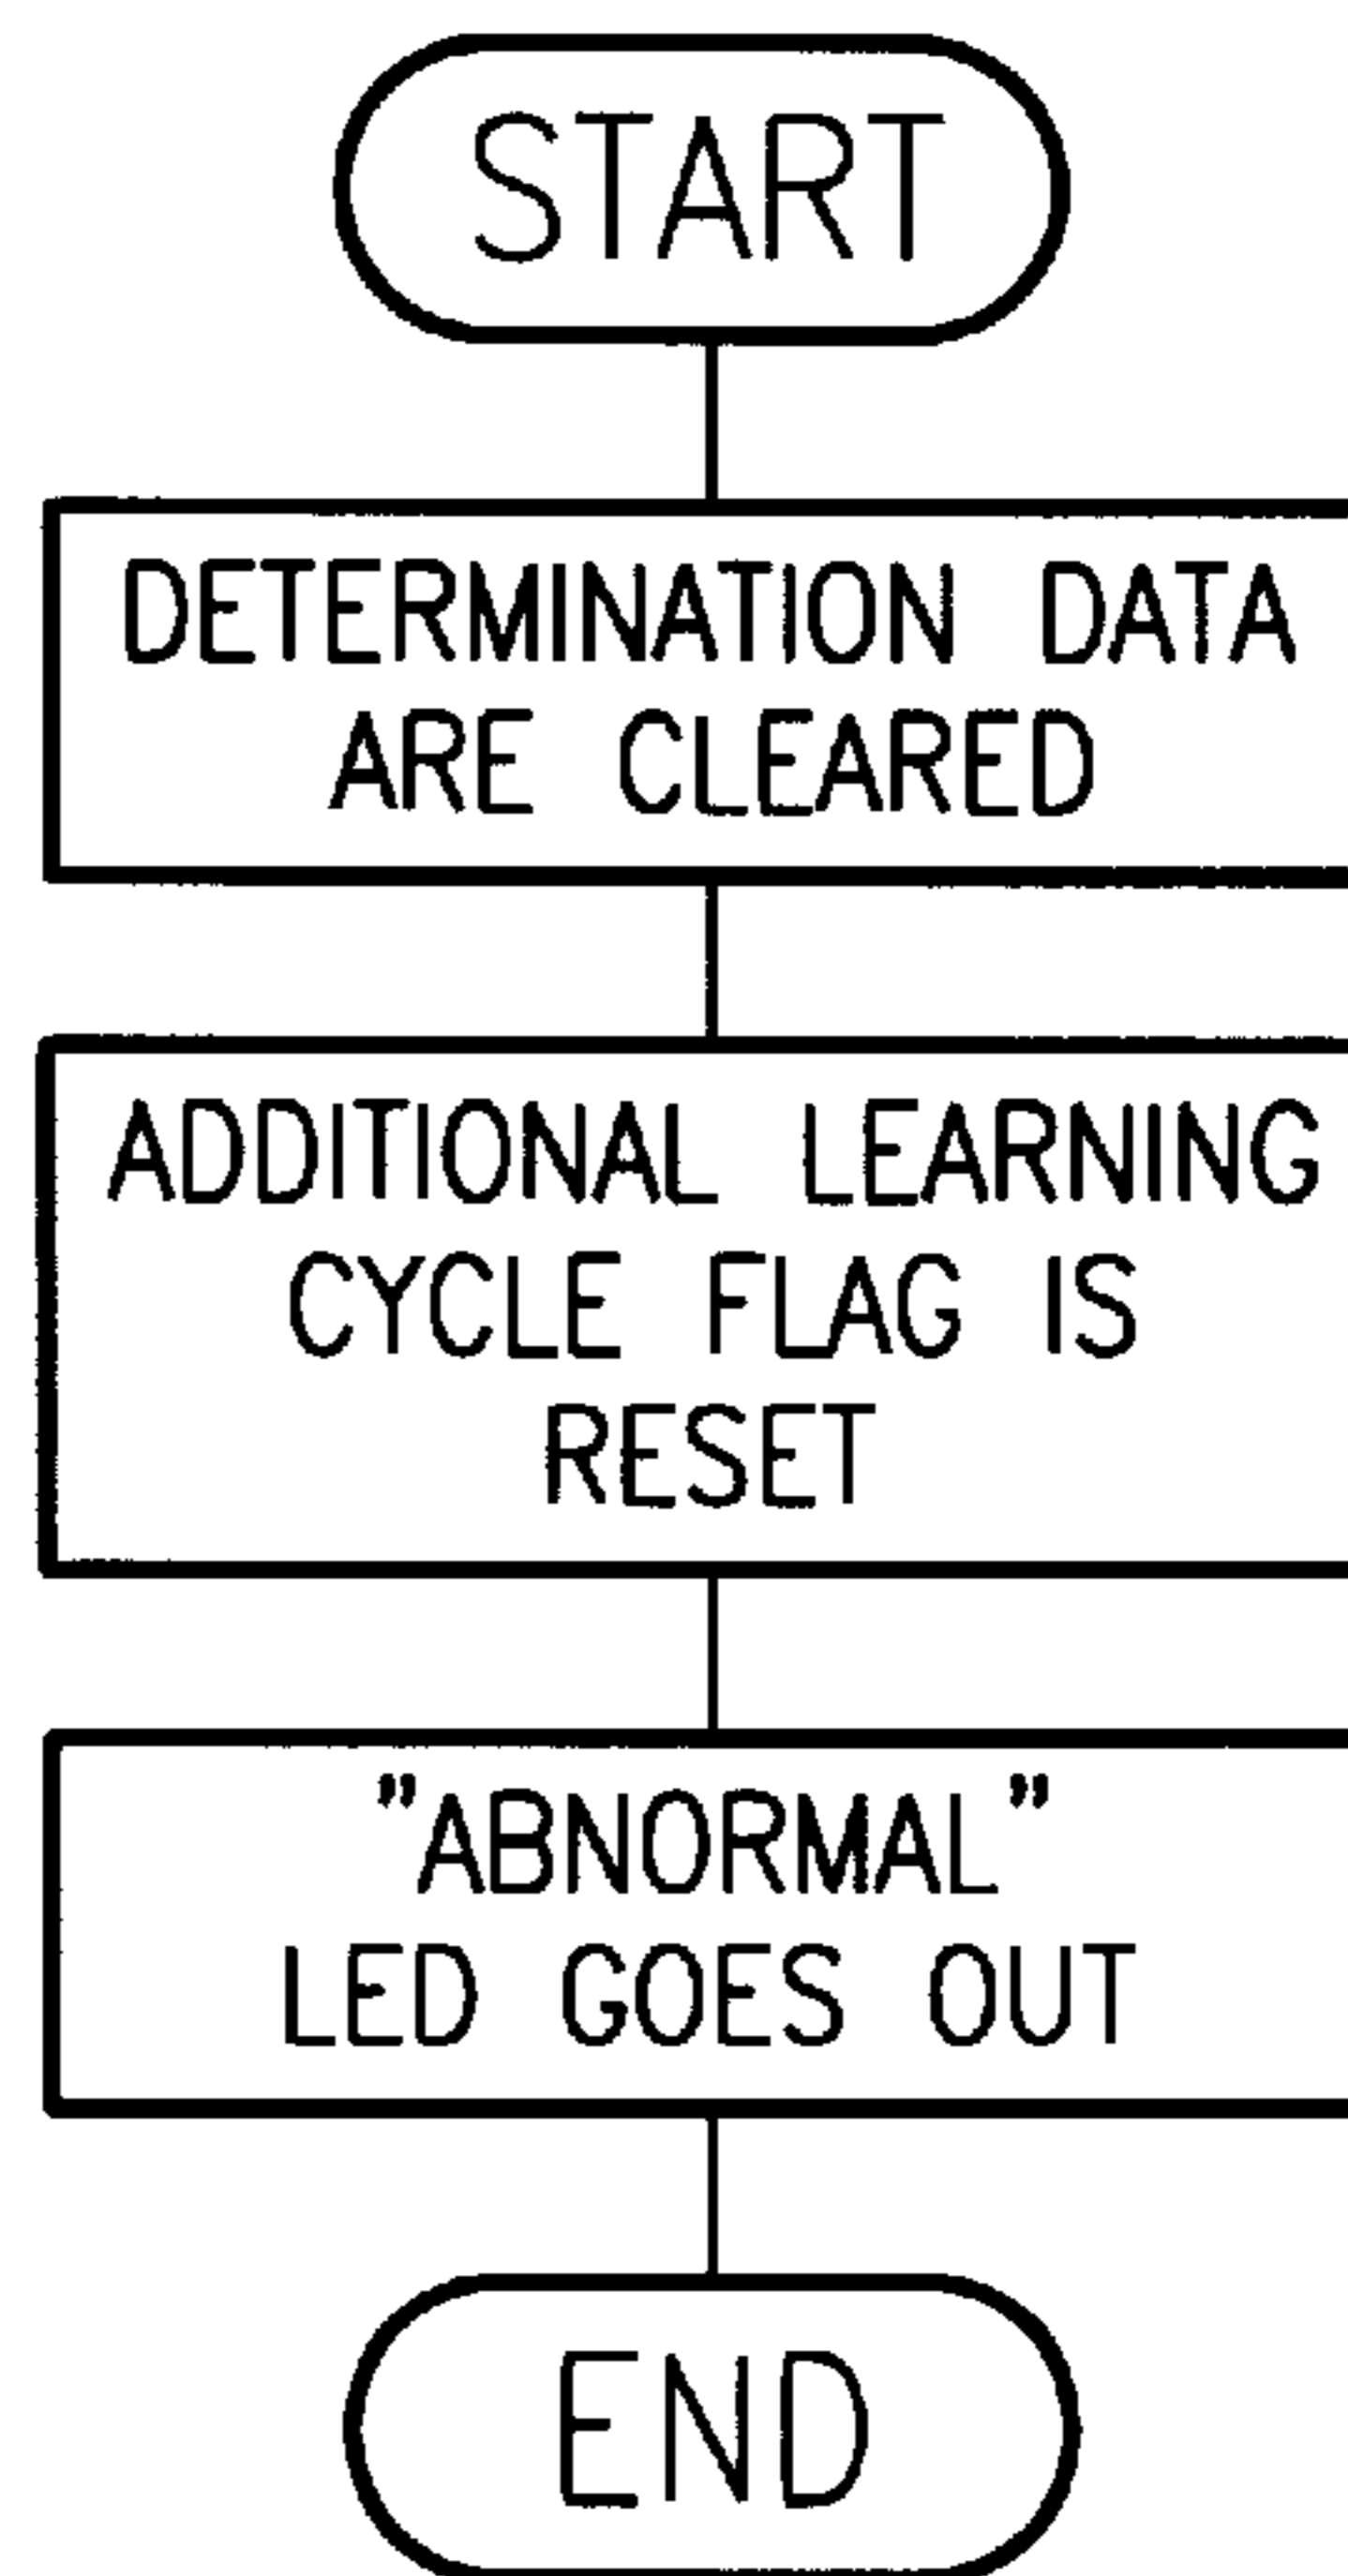 START
DETERMINATION DATA
ARE CLEARED
ADDITIONAL LEARNING
CYCLE FLAG IS
RESET
"ABNORMAL"
LED GOES OUT
END